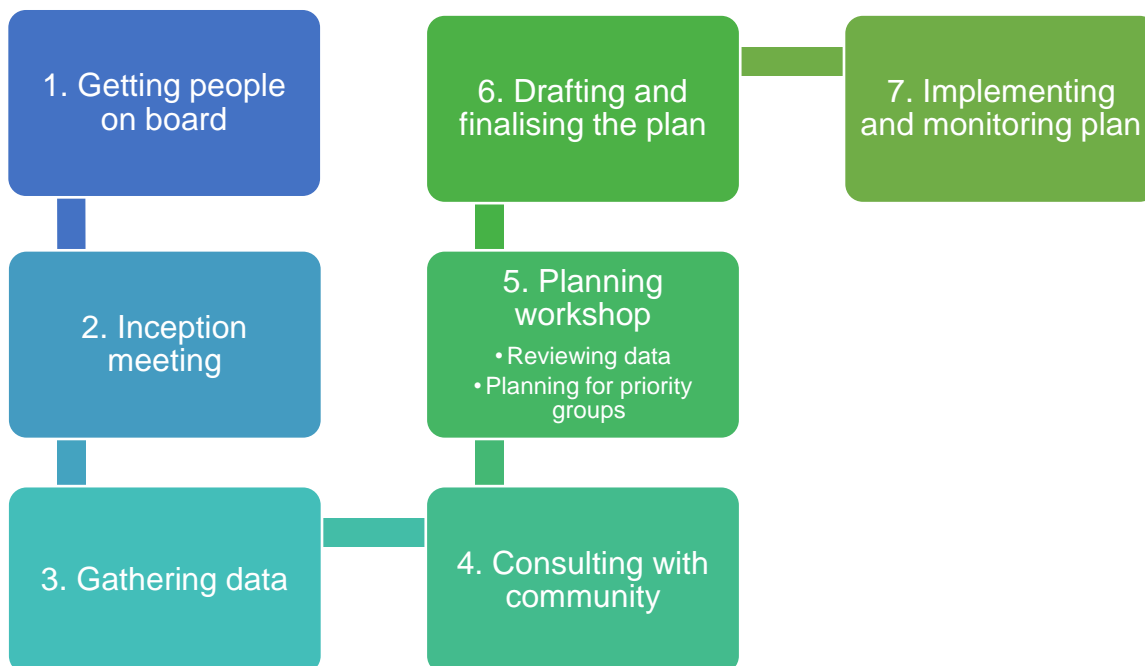 1. Getting people
on board
2. Inception
meeting
3. Gathering data
4. Consulting with
community
5. Planning
workshop
• Reviewing data
• Planning for priority
groups
6. Drafting and
finalising the plan
7. Implementing
and monitoring plan